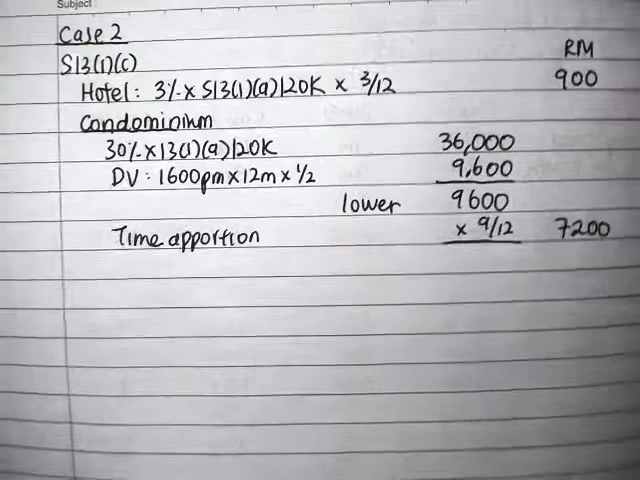 Subject :
Case 2
RM
S13(1)(c)
Hotel : 3% x S13(1)(a) 120K x 3/12 900
Condominium
30% x 13(1)(a) 120K 36,000
DV : 1600pm x 12m x 1/2 9,600
lower 9600
Time apportion x 9/12 7200